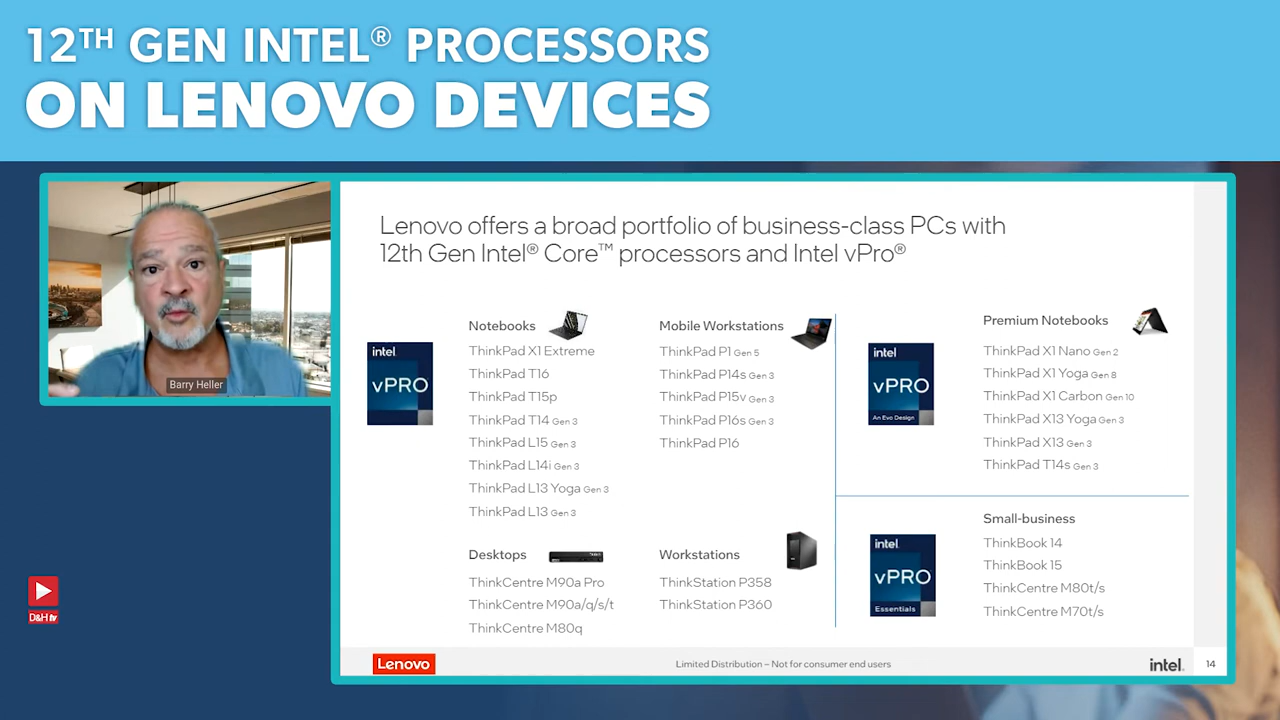 12TH GEN INTEL® PROCESSORS
ON LENOVO DEVICES
Barry Heller
Lenovo offers a broad portfolio of business-class PCs with
12th Gen Intel® Core™ processors and Intel vPro®
intel.
vPRO
Notebooks
ThinkPad X1 Extreme
ThinkPad T16
ThinkPad T15p
ThinkPad T14 Gen 3
ThinkPad L15 Gen 3
ThinkPad L14i Gen 3
ThinkPad L13 Yoga Gen 3
ThinkPad L13 Gen 3
Mobile Workstations
ThinkPad P1 Gen 5
ThinkPad P14s Gen 3
ThinkPad P15v Gen 3
ThinkPad P16s Gen 3
ThinkPad P16
Desktops
ThinkCentre M90a Pro
ThinkCentre M90a/q/s/t
ThinkCentre M80q
Workstations
ThinkStation P358
ThinkStation P360
intel.
vPRO
An Evo Design
Premium Notebooks
ThinkPad X1 Nano Gen 2
ThinkPad X1 Yoga Gen 8
ThinkPad X1 Carbon Gen 10
ThinkPad X13 Yoga Gen 3
ThinkPad X13 Gen 3
ThinkPad T14s Gen 3
intel.
vPRO
Essentials
Small-business
ThinkBook 14
ThinkBook 15
ThinkCentre M80t/s
ThinkCentre M70t/s
D&H tv
Lenovo
Limited Distribution – Not for consumer end users
intel.
14